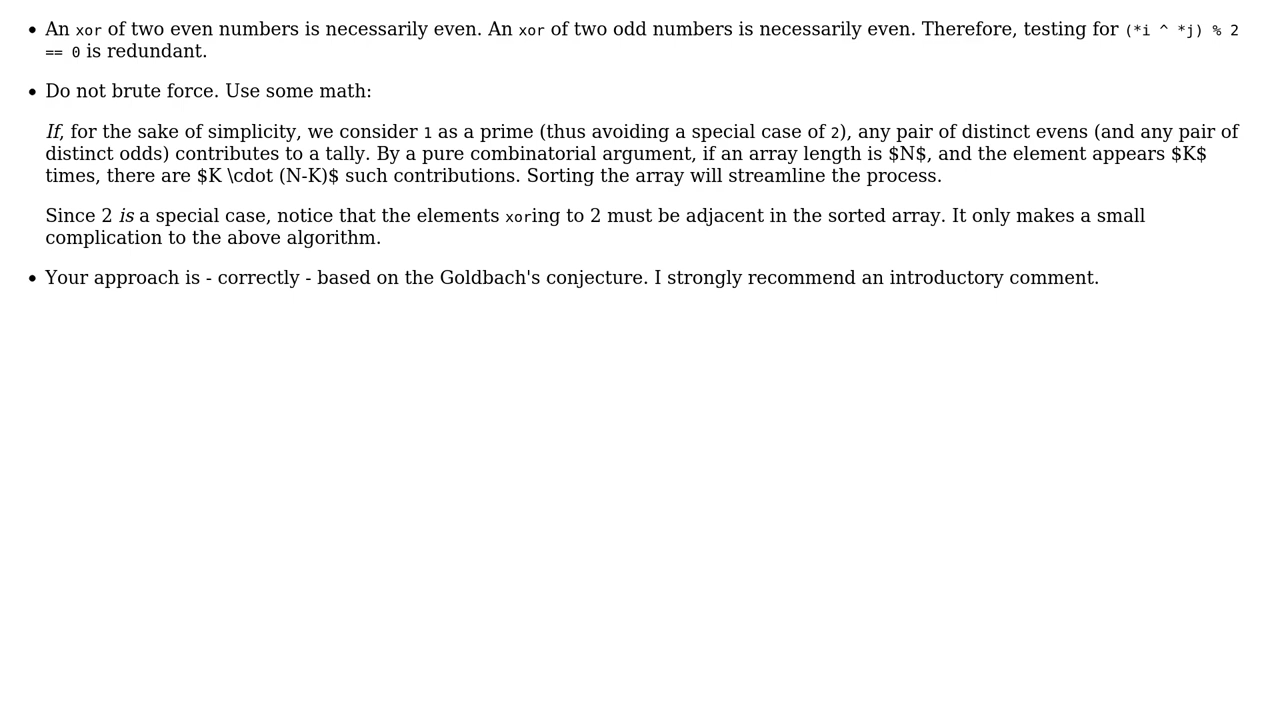 • An xor of two even numbers is necessarily even. An xor of two odd numbers is necessarily even. Therefore, testing for (*i ^ *j) % 2
== 0 is redundant.
• Do not brute force. Use some math:
If, for the sake of simplicity, we consider 1 as a prime (thus avoiding a special case of 2), any pair of distinct evens (and any pair of
distinct odds) contributes to a tally. By a pure combinatorial argument, if an array length is $N$, and the element appears $K$
times, there are $K \cdot (N-K)$ such contributions. Sorting the array will streamline the process.
Since 2 is a special case, notice that the elements xoring to 2 must be adjacent in the sorted array. It only makes a small
complication to the above algorithm.
• Your approach is - correctly - based on the Goldbach's conjecture. I strongly recommend an introductory comment.